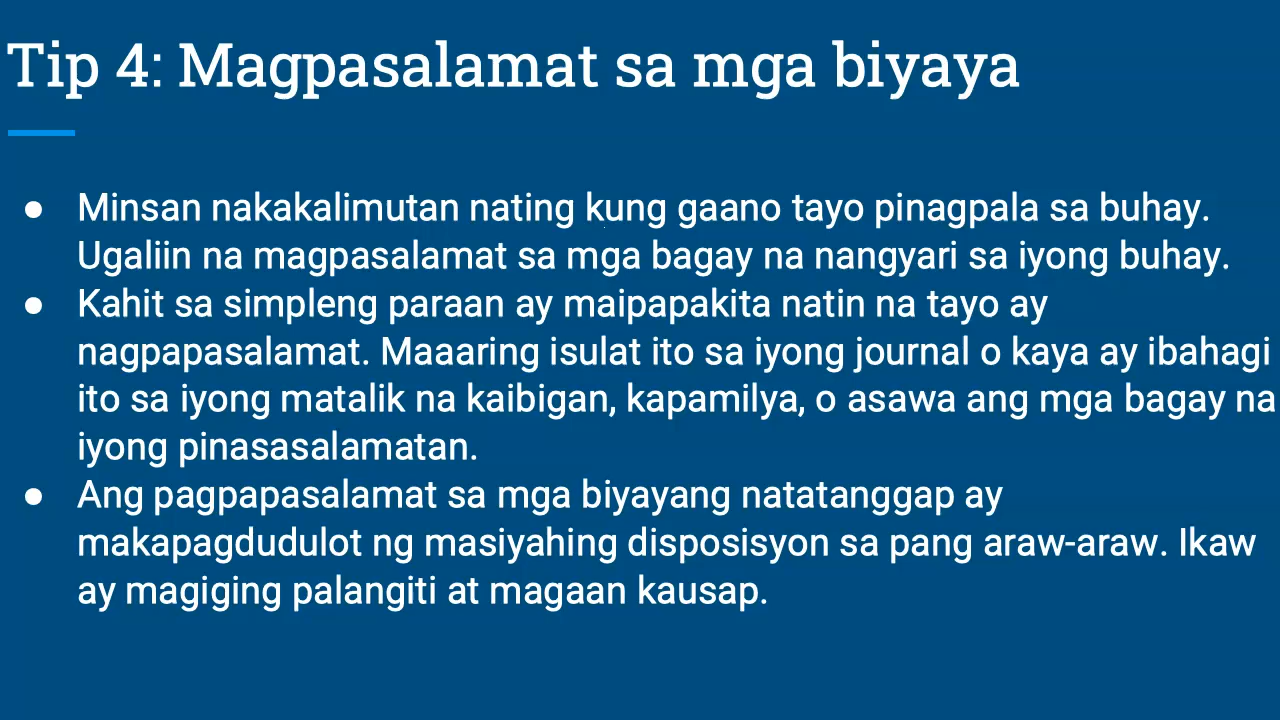 Tip 4: Magpasalamat sa mga biyaya
● Minsan nakakalimutan nating kung gaano tayo pinagpala sa buhay.
Ugaliin na magpasalamat sa mga bagay na nangyari sa iyong buhay.
● Kahit sa simpleng paraan ay maipapakita natin na tayo ay
nagpapasalamat. Maaaring isulat ito sa iyong journal o kaya ay ibahagi
ito sa iyong matalik na kaibigan, kapamilya, o asawa ang mga bagay na
iyong pinasasalamatan.
● Ang pagpapasalamat sa mga biyayang natatanggap ay
makapagdudulot ng masiyahing disposisyon sa pang araw-araw. Ikaw
ay magiging palangiti at magaan kausap.